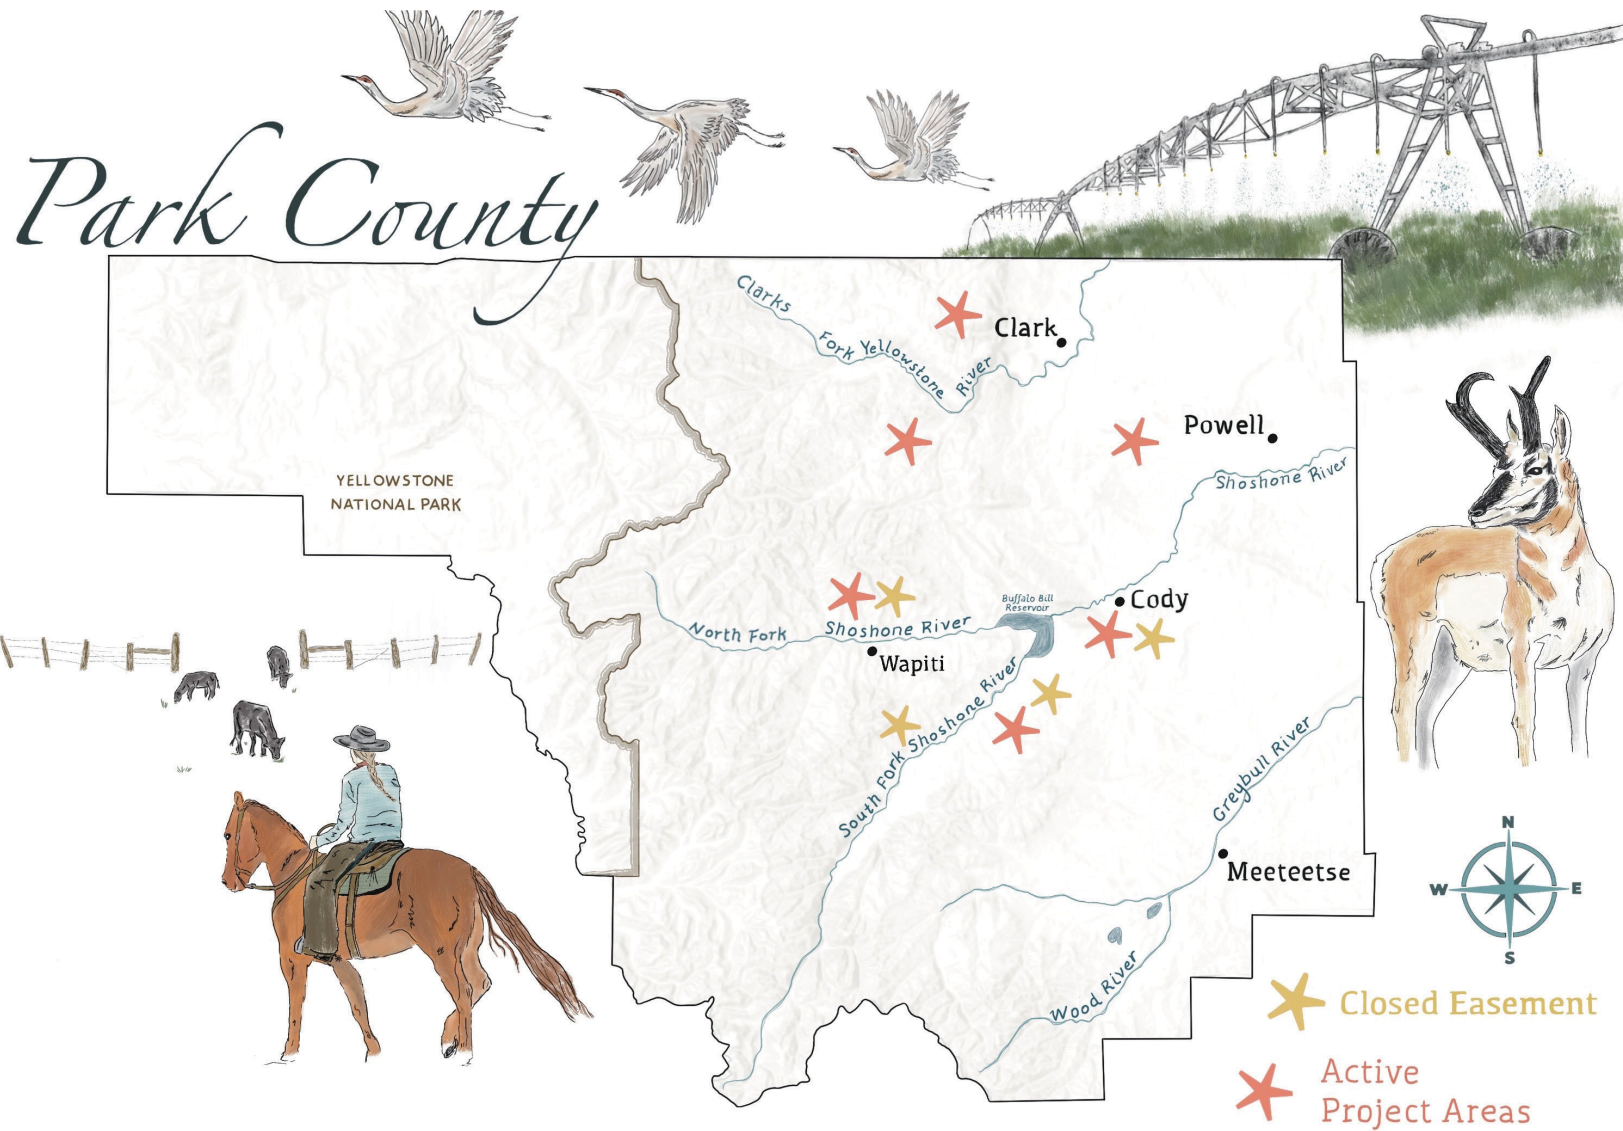 Park County
Clarks
Fork Yellowstone
River
Clark
Powell
Shoshone River
YELLOWSTONE
NATIONAL PARK
Buffalo Bill
Reservoir
Cody
North Fork
Shoshone River
Wapiti
South Fork Shoshone River
Greybull River
Meeteetse
Wood River
N
W
E
S
Closed Easement
Active
Project Areas